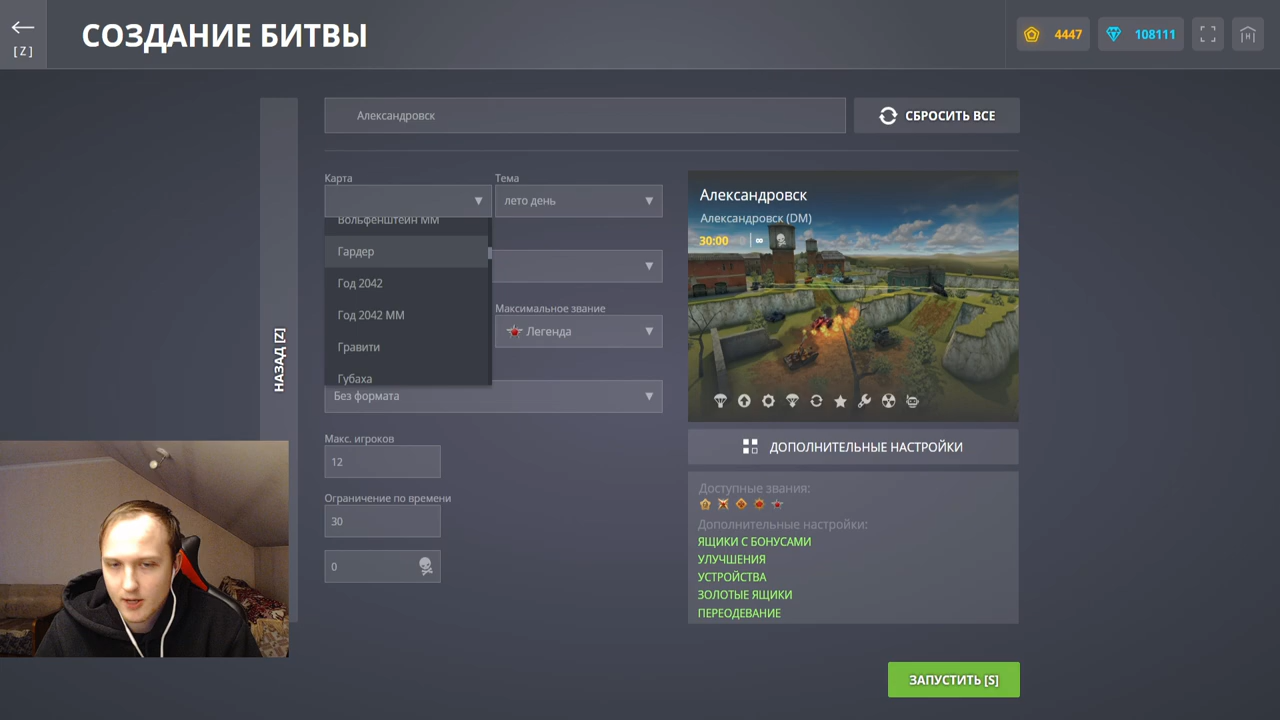 СОЗДАНИЕ БИТВЫ
[Z]
4447
108111
Александровск
СБРОСИТЬ ВСЕ
Карта
Тема
лето день
Вольфенштейн ММ
Гардер
Год 2042
Год 2042 ММ
Гравити
Губаха
Максимальное звание
Легенда
Без формата
Макс. игроков
12
Ограничение по времени
30
0
НАЗАД [Z]
Александровск
Александровск (DM)
30:00
∞
ДОПОЛНИТЕЛЬНЫЕ НАСТРОЙКИ
Доступные звания:
Дополнительные настройки:
ЯЩИКИ С БОНУСАМИ
УЛУЧШЕНИЯ
УСТРОЙСТВА
ЗОЛОТЫЕ ЯЩИКИ
ПЕРЕОДЕВАНИЕ
ЗАПУСТИТЬ [S]